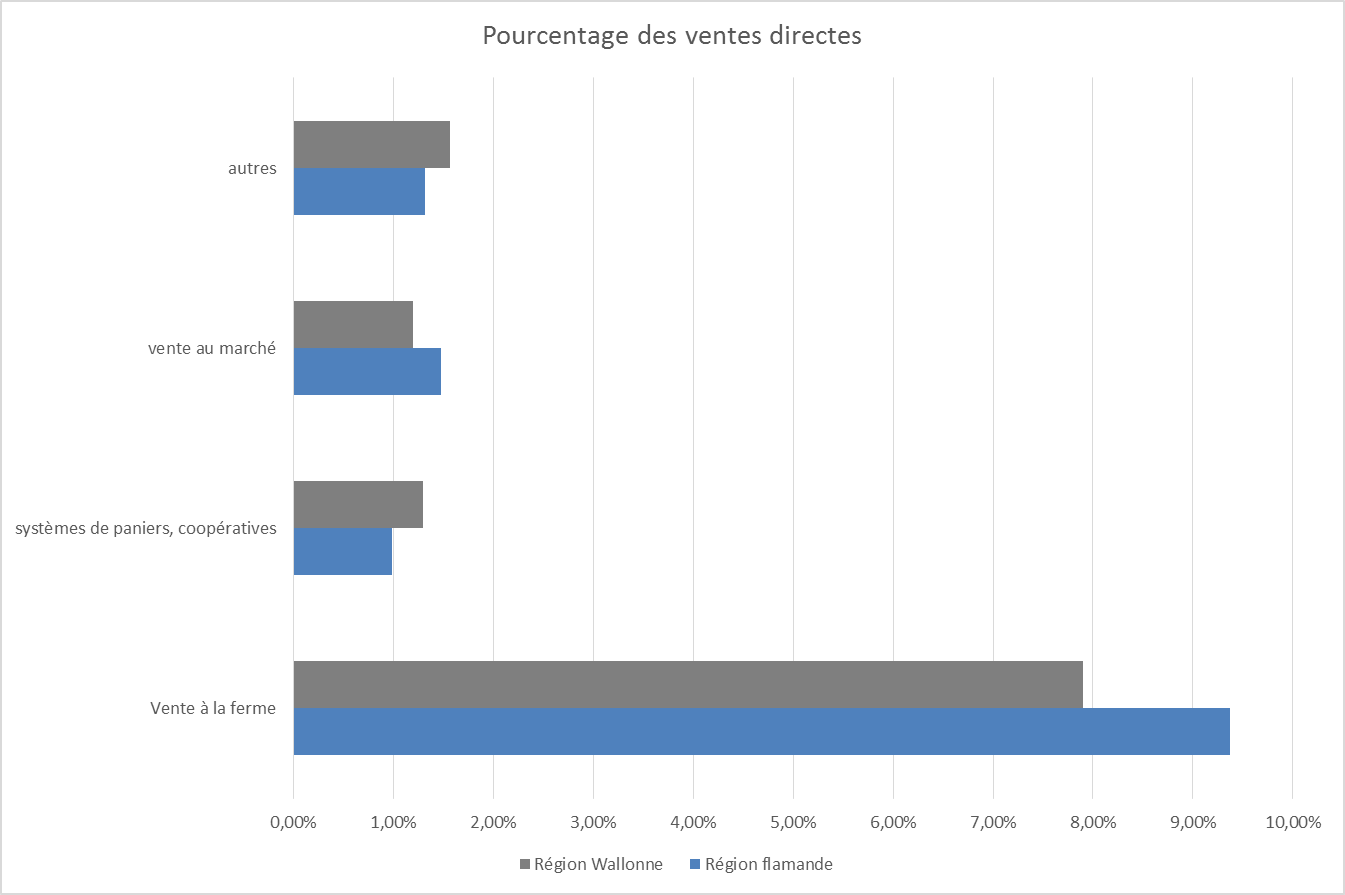 Pourcentage des ventes directes
autres
vente au marché
systèmes de paniers, coopératives
Vente à la ferme
0,00% 1,00% 2,00% 3,00% 4,00% 5,00% 6,00% 7,00% 8,00% 9,00% 10,00%
Région Wallonne Région flamande